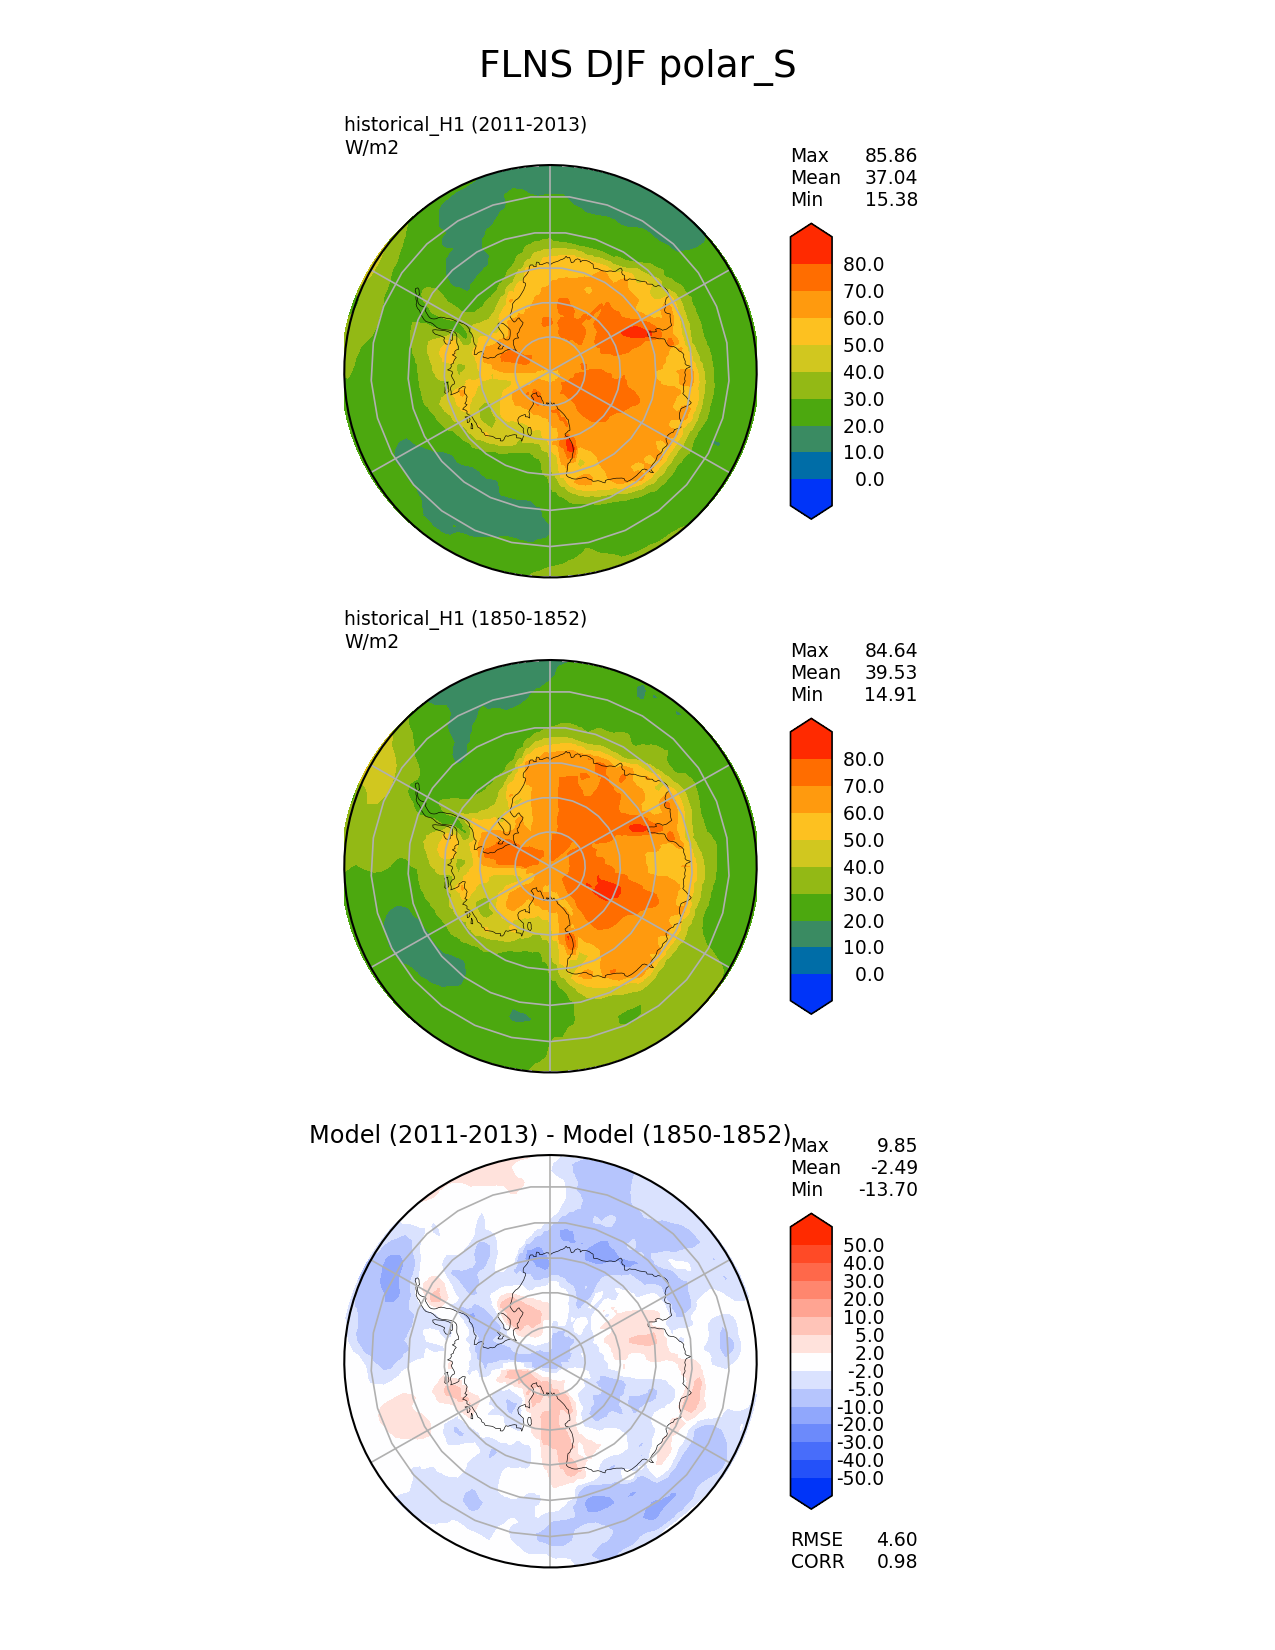 FLNS DJF polar_S
historical_H1 (2011-2013)
W/m2
Max 85.86
Mean 37.04
Min 15.38
80.0
70.0
60.0
50.0
40.0
30.0
20.0
10.0
0.0
historical_H1 (1850-1852)
W/m2
Max 84.64
Mean 39.53
Min 14.91
80.0
70.0
60.0
50.0
40.0
30.0
20.0
10.0
0.0
Model (2011-2013) - Model (1850-1852)
Max 9.85
Mean -2.49
Min -13.70
50.0
40.0
30.0
20.0
10.0
5.0
2.0
-2.0
-5.0
-10.0
-20.0
-30.0
-40.0
-50.0
RMSE 4.60
CORR 0.98